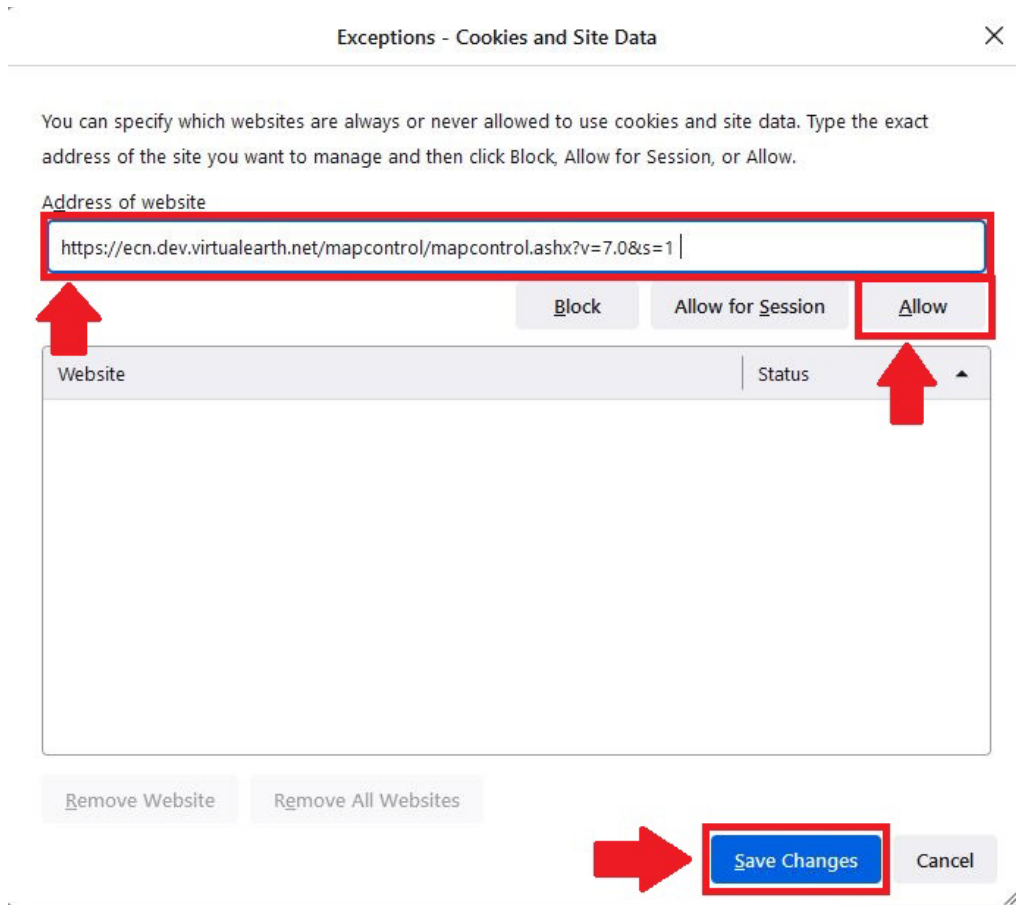 Exceptions - Cookies and Site Data
You can specify which websites are always or never allowed to use cookies and site data. Type the exact
address of the site you want to manage and then click Block, Allow for Session, or Allow.
Address of website
https://ecn.dev.virtualearth.net/mapcontrol/mapcontrol.ashx?v=7.0&s=1
Block Allow for Session Allow
Website Status
Remove Website Remove All Websites
Save Changes Cancel